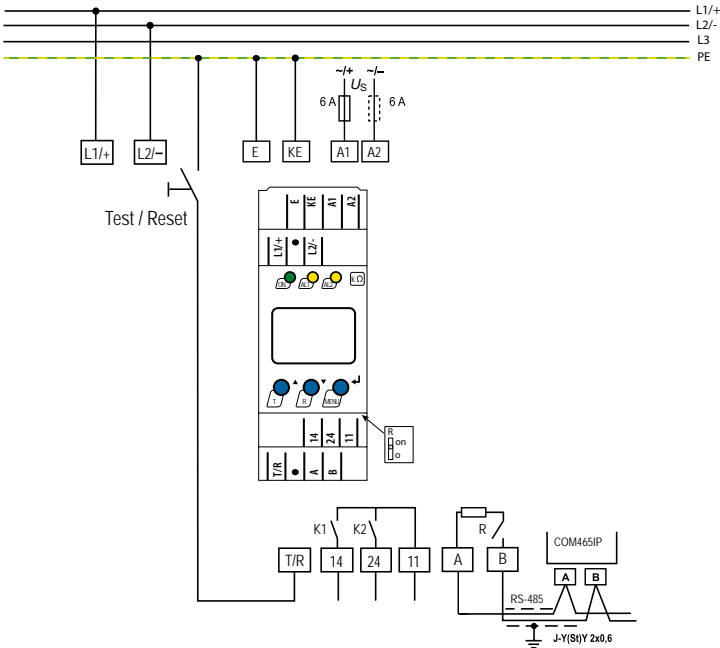 L1/+
L2/-
L3
PE
~/+ ~/–
US
6 A 6 A
L1/+ L2/– E KE A1 A2
Test / Reset
E KE A1 A2
L1/+ L2/-
ON AL1 AL2 kΩ
T R MENU
14 24 11
R
on
o
T/R A B
K1 K2 R
COM465IP
T/R 14 24 11 A B
A B
RS-485
J-Y(St)Y 2x0,6